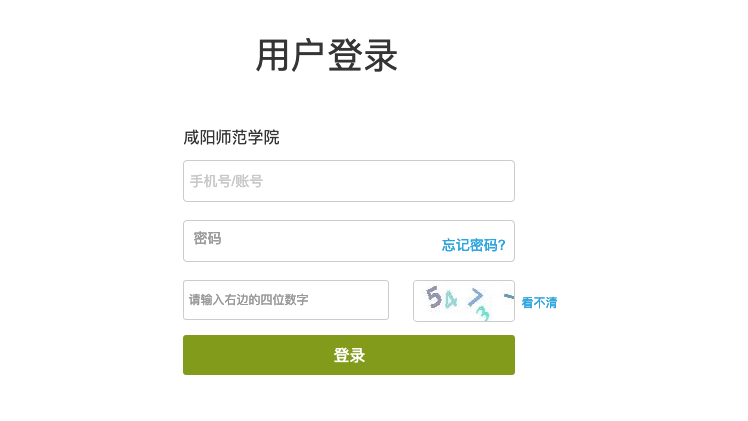 用户登录
咸阳师范学院
手机号/账号
密码
忘记密码?
请输入右边的四位数字
5473
看不清
登录